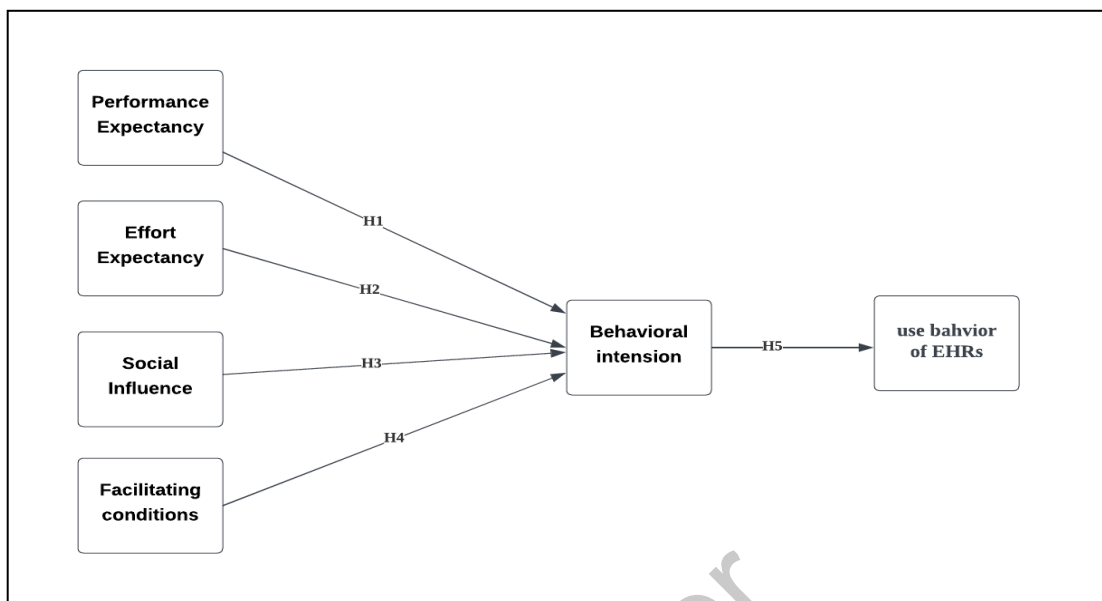 Performance
Expectancy
H1
Effort
Expectancy
H2
Social
Influence
H3
Facilitating
conditions
H4
Behavioral
intension
H5
use bahvior
of EHRs